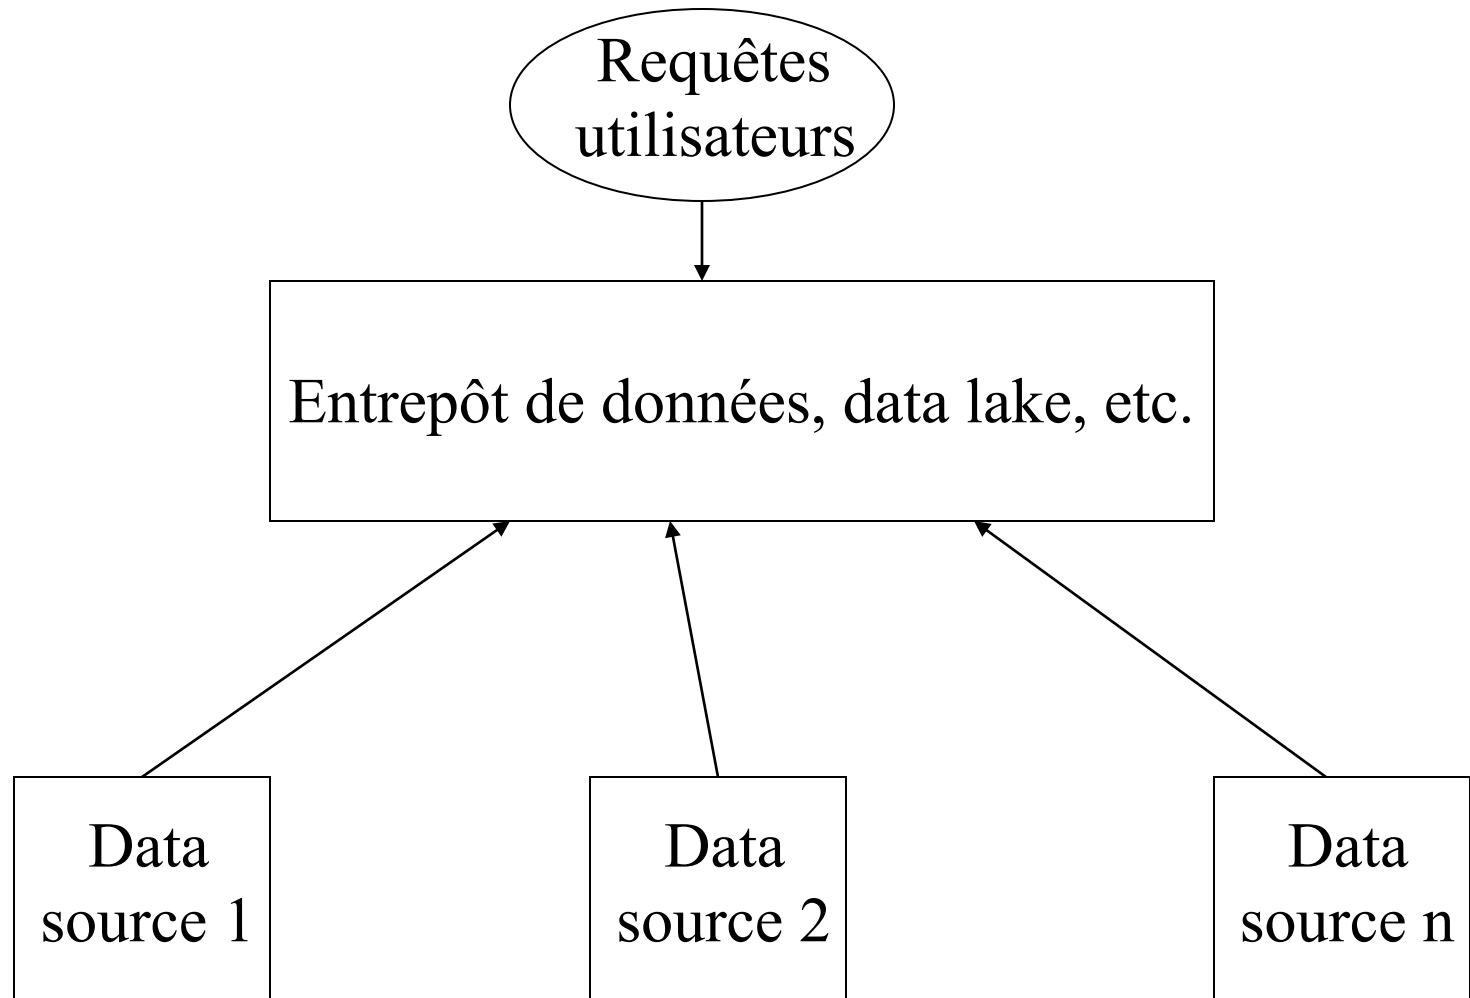 Requêtes
utilisateurs
Entrepôt de données, data lake, etc.
Data
source 1
Data
source 2
Data
source n